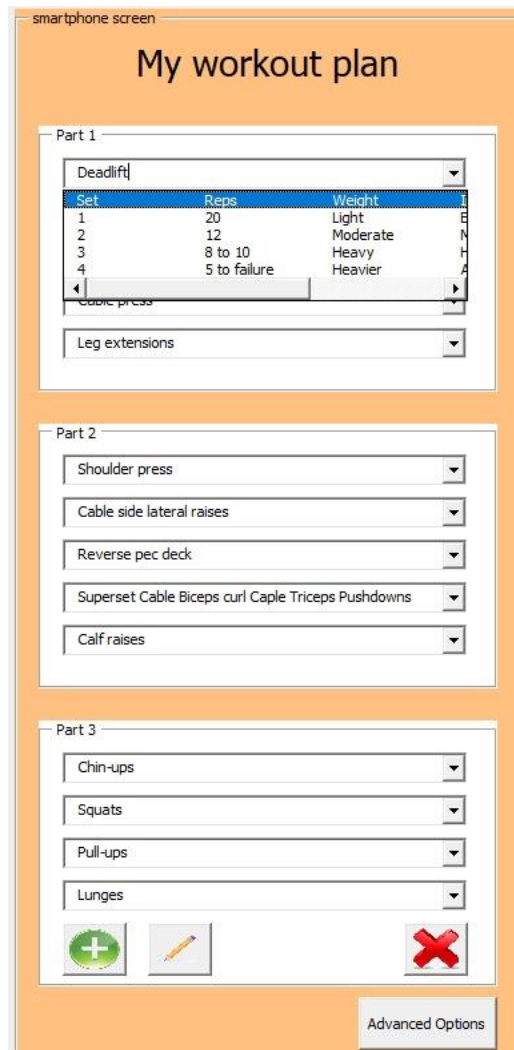 smartphone screen
My workout plan
Part 1
Deadlift
Set Reps Weight I
1 20 Light E
2 12 Moderate M
3 8 to 10 Heavy H
4 5 to failure Heavier A
Cable press
Leg extensions
Part 2
Shoulder press
Cable side lateral raises
Reverse pec deck
Superset Cable Biceps curl Caple Triceps Pushdowns
Calf raises
Part 3
Chin-ups
Squats
Pull-ups
Lunges
Advanced Options